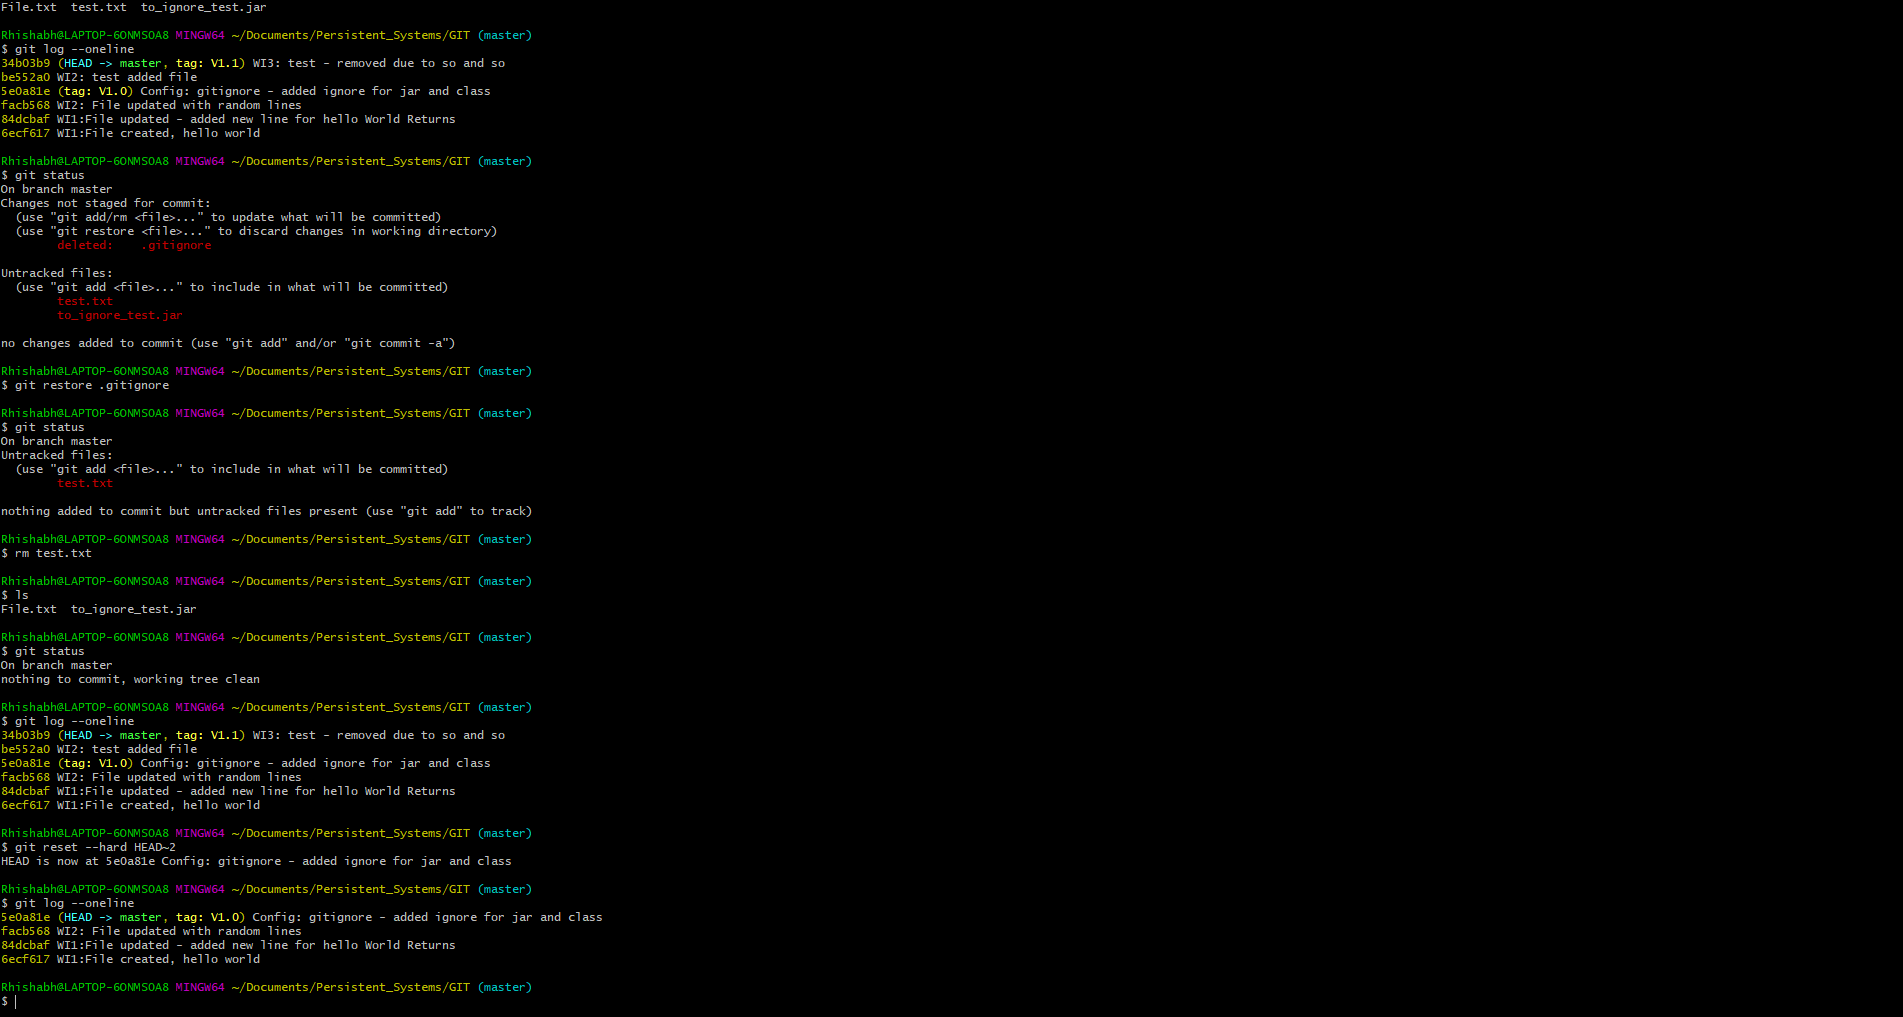 File.txt  test.txt  to_ignore_test.jar
Rhishabh@LAPTOP-6ONMSOA8 MINGW64 ~/Documents/Persistent_Systems/GIT (master)
$ git log --oneline
34b03b9 (HEAD -> master, tag: V1.1) WI3: test - removed due to so and so
be552a0 WI2: test added file
5e0a81e (tag: V1.0) Config: gitignore - added ignore for jar and class
facb568 WI2: File updated with random lines
84dcbaf WI1:File updated - added new line for hello World Returns
6ecf617 WI1:File created, hello world
Rhishabh@LAPTOP-6ONMSOA8 MINGW64 ~/Documents/Persistent_Systems/GIT (master)
$ git status
On branch master
Changes not staged for commit:
  (use "git add/rm <file>..." to update what will be committed)
  (use "git restore <file>..." to discard changes in working directory)
        deleted:    .gitignore
Untracked files:
  (use "git add <file>..." to include in what will be committed)
        test.txt
        to_ignore_test.jar
no changes added to commit (use "git add" and/or "git commit -a")
Rhishabh@LAPTOP-6ONMSOA8 MINGW64 ~/Documents/Persistent_Systems/GIT (master)
$ git restore .gitignore
Rhishabh@LAPTOP-6ONMSOA8 MINGW64 ~/Documents/Persistent_Systems/GIT (master)
$ git status
On branch master
Untracked files:
  (use "git add <file>..." to include in what will be committed)
        test.txt
nothing added to commit but untracked files present (use "git add" to track)
Rhishabh@LAPTOP-6ONMSOA8 MINGW64 ~/Documents/Persistent_Systems/GIT (master)
$ rm test.txt
Rhishabh@LAPTOP-6ONMSOA8 MINGW64 ~/Documents/Persistent_Systems/GIT (master)
$ ls
File.txt  to_ignore_test.jar
Rhishabh@LAPTOP-6ONMSOA8 MINGW64 ~/Documents/Persistent_Systems/GIT (master)
$ git status
On branch master
nothing to commit, working tree clean
Rhishabh@LAPTOP-6ONMSOA8 MINGW64 ~/Documents/Persistent_Systems/GIT (master)
$ git log --oneline
34b03b9 (HEAD -> master, tag: V1.1) WI3: test - removed due to so and so
be552a0 WI2: test added file
5e0a81e (tag: V1.0) Config: gitignore - added ignore for jar and class
facb568 WI2: File updated with random lines
84dcbaf WI1:File updated - added new line for hello World Returns
6ecf617 WI1:File created, hello world
Rhishabh@LAPTOP-6ONMSOA8 MINGW64 ~/Documents/Persistent_Systems/GIT (master)
$ git reset --hard HEAD~2
HEAD is now at 5e0a81e Config: gitignore - added ignore for jar and class
Rhishabh@LAPTOP-6ONMSOA8 MINGW64 ~/Documents/Persistent_Systems/GIT (master)
$ git log --oneline
5e0a81e (HEAD -> master, tag: V1.0) Config: gitignore - added ignore for jar and class
facb568 WI2: File updated with random lines
84dcbaf WI1:File updated - added new line for hello World Returns
6ecf617 WI1:File created, hello world
Rhishabh@LAPTOP-6ONMSOA8 MINGW64 ~/Documents/Persistent_Systems/GIT (master)
$